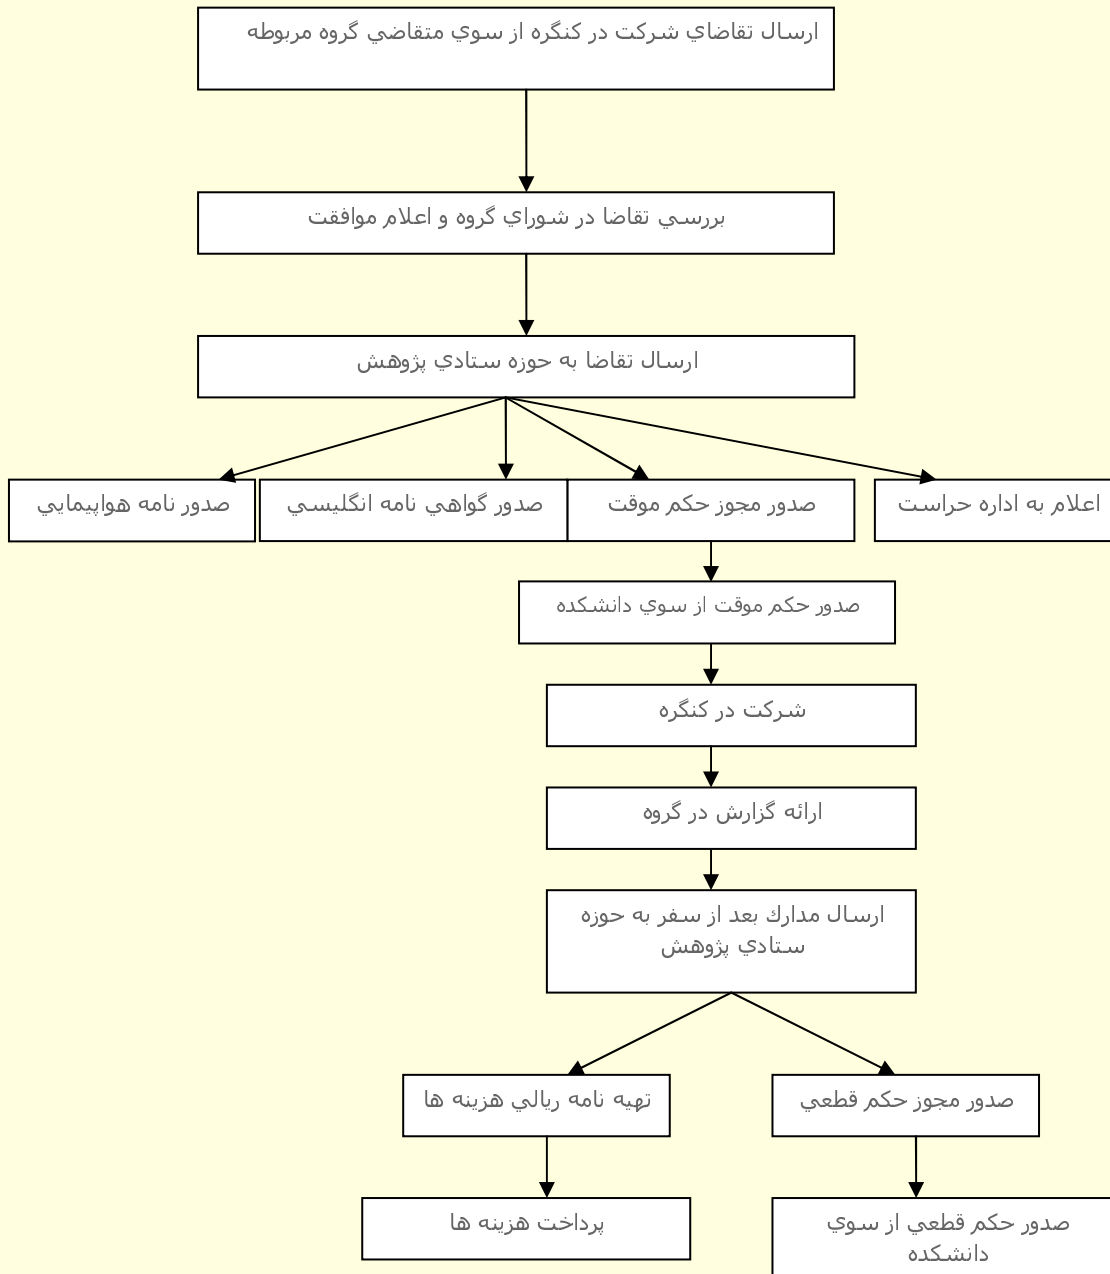 ارسال تقاضاي شركت در كنگره از سوي متقاضي گروه مربوطه
بررسي تقاضا در شوراي گروه و اعلام موافقت
ارسال تقاضا به حوزه ستادي پژوهش
اعلام به اداره حراست
صدور مجوز حكم موقت
صدور گواهي نامه انگليسي
صدور نامه هواپيمايي
صدور حكم موقت از سوي دانشكده
شركت در كنگره
ارائه گزارش در گروه
ارسال مدارك بعد از سفر به حوزه
ستادي پژوهش
صدور مجوز حكم قطعي
تهيه نامه ريالي هزينه ها
صدور حكم قطعي از سوي
دانشكده
پرداخت هزينه ها